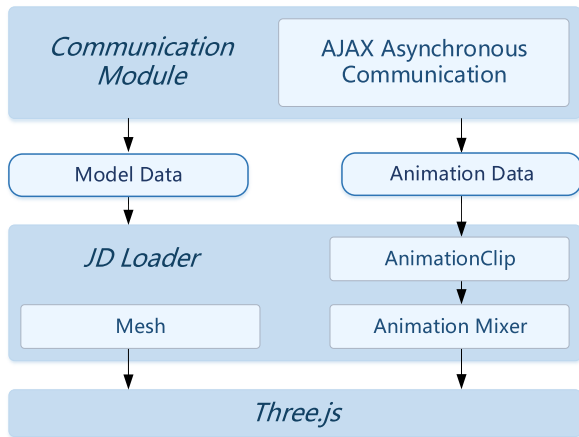 Communication
Module
AJAX Asynchronous
Communication
Model Data
Animation Data
JD Loader
AnimationClip
Mesh
Animation Mixer
Three.js